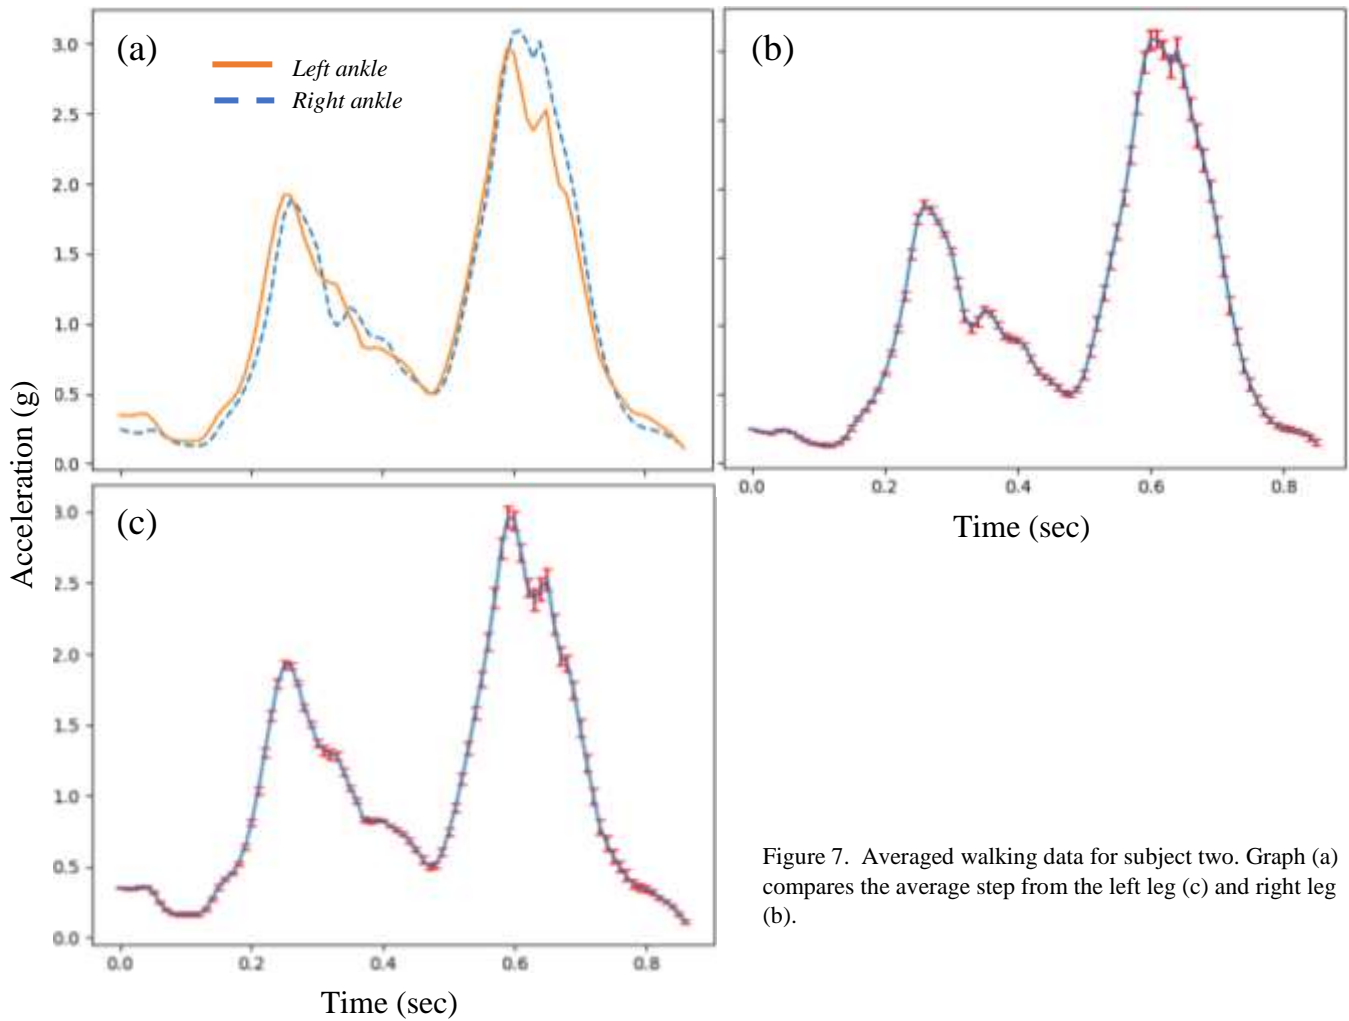 (a)
Left ankle
Right ankle
3.0
2.5
2.0
1.5
1.0
0.5
0.0
(b)
0.0 0.2 0.4 0.6 0.8
Time (sec)
Acceleration (g)
(c)
3.0
2.5
2.0
1.5
1.0
0.5
0.0
0.0 0.2 0.4 0.6 0.8
Time (sec)
Figure 7. Averaged walking data for subject two. Graph (a)
compares the average step from the left leg (c) and right leg
(b).